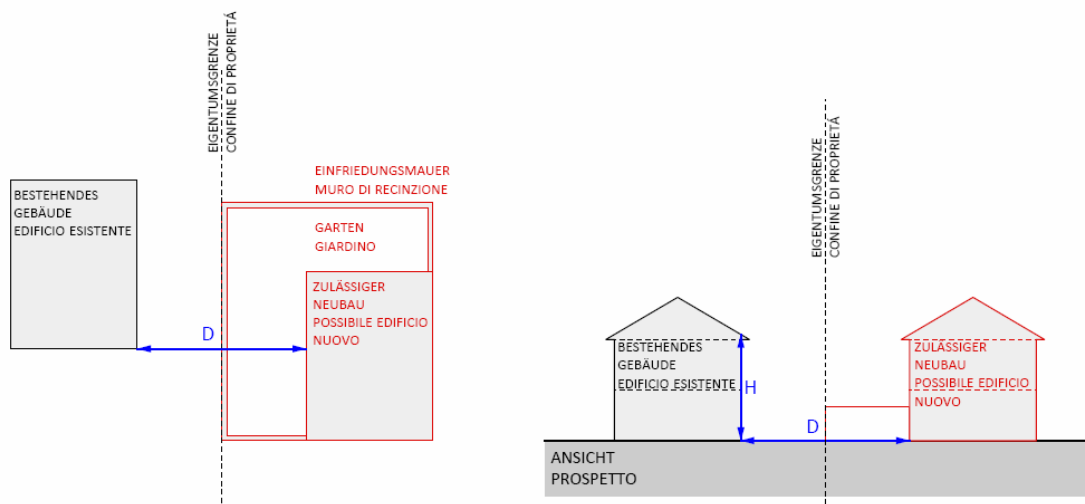 EIGENTUMSGRENZE
CONFINE DI PROPRIETÁ
EINFRIEDUNGSMAUER
MURO DI RECINZIONE
BESTEHENDES
GEBÄUDE
EDIFICIO ESISTENTE
GARTEN
GIARDINO
ZULÄSSIGER
NEUBAU
POSSIBILE EDIFICIO
NUOVO
D
EIGENTUMSGRENZE
CONFINE DI PROPRIETÁ
BESTEHENDES
GEBÄUDE
EDIFICIO ESISTENTE
H
ZULÄSSIGER
NEUBAU
POSSIBILE EDIFICIO
NUOVO
D
ANSICHT
PROSPETTO